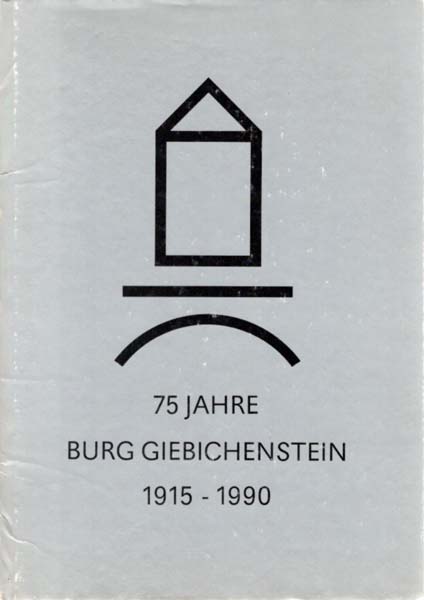 75 JAHRE
BURG GIEBICHENSTEiN
1915 - 1990